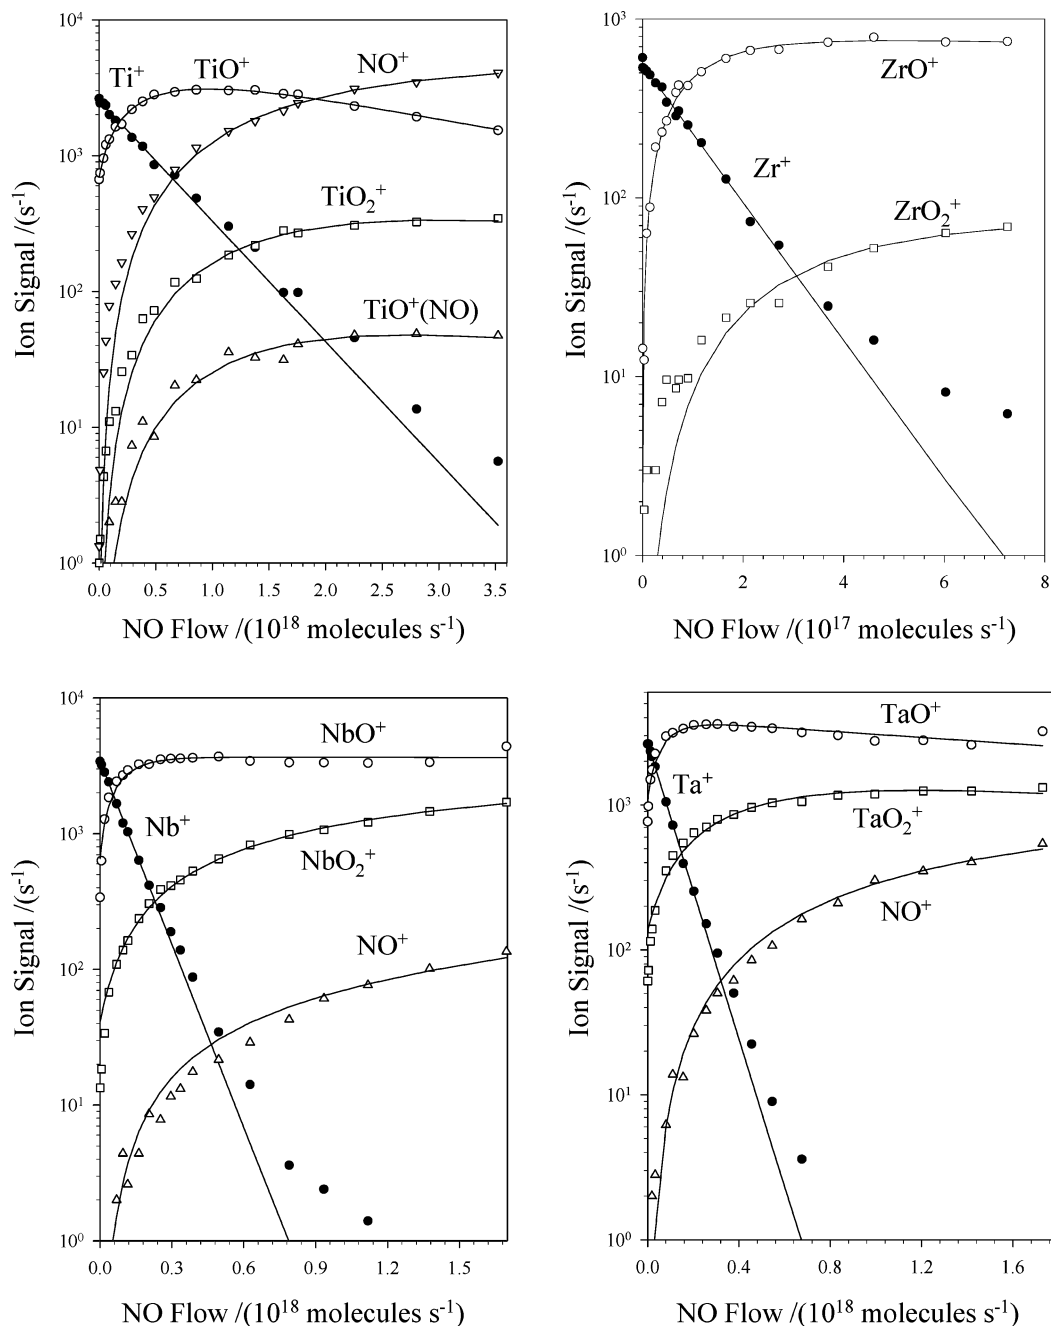 10⁴
10³
10²
10¹
10⁰
Ion Signal /(s⁻¹)
Ti⁺
TiO⁺
NO⁺
TiO₂⁺
TiO⁺(NO)
0.0 0.5 1.0 1.5 2.0 2.5 3.0 3.5
NO Flow /(10¹⁸ molecules s⁻¹)
10³
10²
10¹
10⁰
Ion Signal /(s⁻¹)
ZrO⁺
Zr⁺
ZrO₂⁺
0 2 4 6 8
NO Flow /(10¹⁷ molecules s⁻¹)
10⁴
10³
10²
10¹
10⁰
Ion Signal /(s⁻¹)
NbO⁺
Nb⁺
NbO₂⁺
NO⁺
0.0 0.3 0.6 0.9 1.2 1.5
NO Flow /(10¹⁸ molecules s⁻¹)
10³
10²
10¹
10⁰
Ion Signal /(s⁻¹)
TaO⁺
Ta⁺
TaO₂⁺
NO⁺
0.0 0.4 0.8 1.2 1.6
NO Flow /(10¹⁸ molecules s⁻¹)